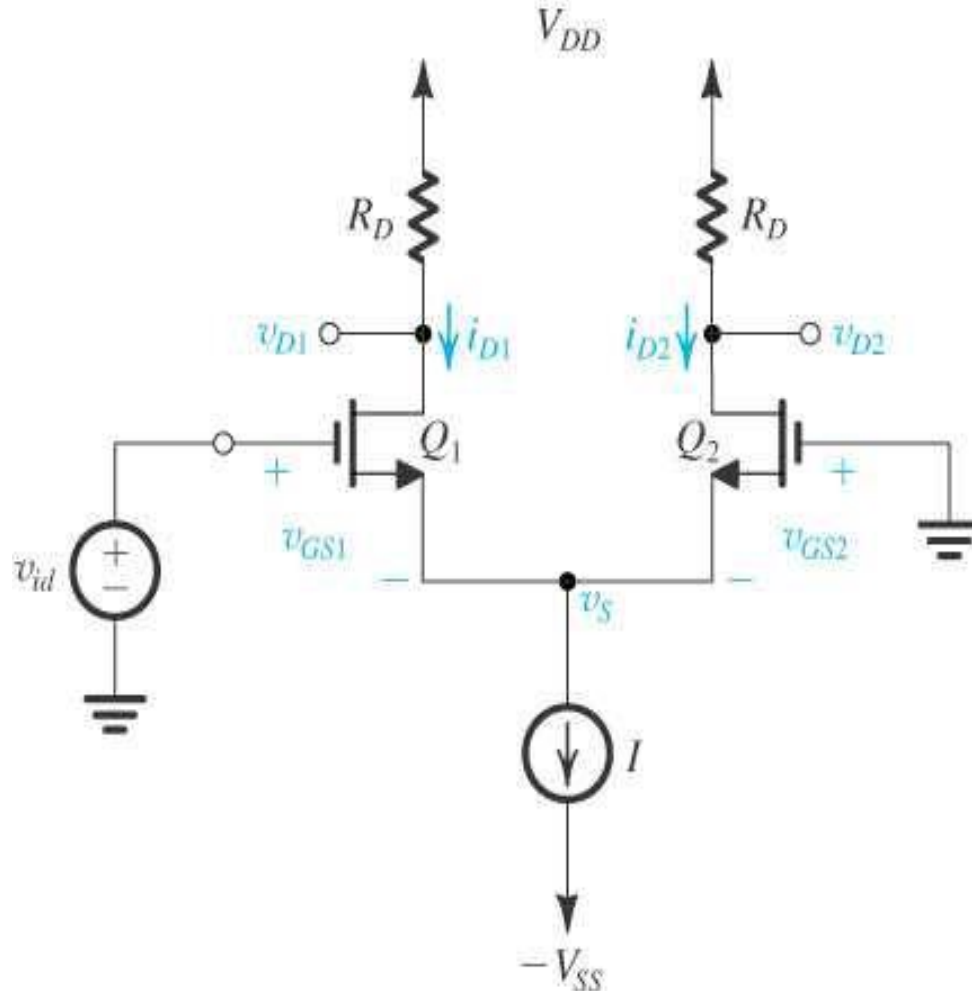 V_DD
R_D
R_D
v_D1
i_D1
i_D2
v_D2
Q_1
Q_2
+
+
v_GS1
v_GS2
+
−
v_id
−
−
v_S
I
−V_SS